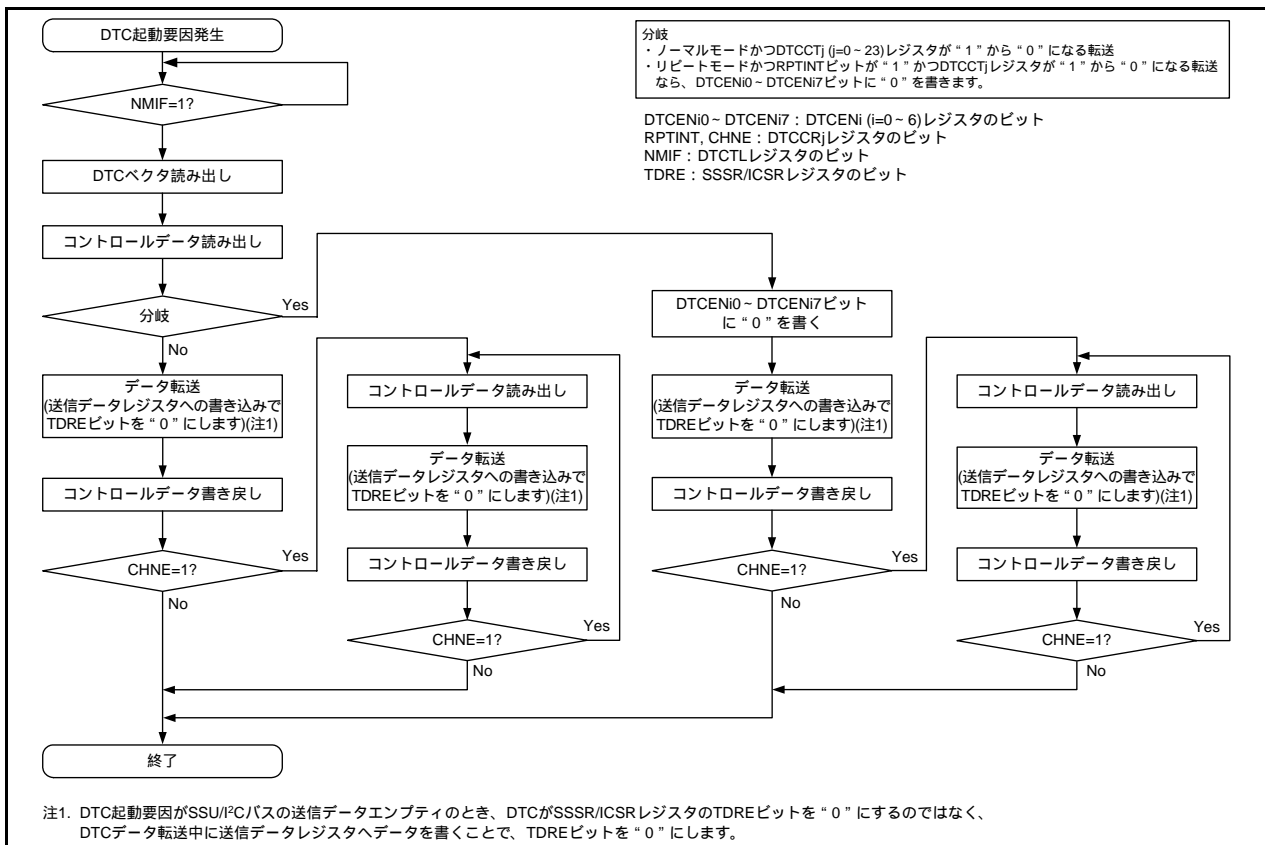 DTC起動要因発生
NMIF=1?
DTCベクタ読み出し
コントロールデータ読み出し
分岐
Yes
No
データ転送
(送信データレジスタへの書き込みで
TDREビットを“0”にします)(注1)
コントロールデータ書き戻し
CHNE=1?
Yes
No
コントロールデータ読み出し
データ転送
(送信データレジスタへの書き込みで
TDREビットを“0”にします)(注1)
コントロールデータ書き戻し
CHNE=1?
Yes
No
分岐
・ノーマルモードかつDTCCTj (j=0~23)レジスタが“1”から“0”になる転送
・リピートモードかつRPTINTビットが“1”かつDTCCTjレジスタが“1”から“0”になる転送
なら、DTCENi0~DTCENi7ビットに“0”を書きます。
DTCENi0~DTCENi7：DTCENi (i=0~6)レジスタのビット
RPTINT, CHNE：DTCCRjレジスタのビット
NMIF：DTCTLレジスタのビット
TDRE：SSSR/ICSRレジスタのビット
DTCENi0~DTCENi7ビット
に“0”を書く
データ転送
(送信データレジスタへの書き込みで
TDREビットを“0”にします)(注1)
コントロールデータ書き戻し
CHNE=1?
Yes
No
コントロールデータ読み出し
データ転送
(送信データレジスタへの書き込みで
TDREビットを“0”にします)(注1)
コントロールデータ書き戻し
CHNE=1?
Yes
No
終了
注1. DTC起動要因がSSU/I²Cバスの送信データエンプティのとき、DTCがSSSR/ICSRレジスタのTDREビットを“0”にするのではなく、
DTCデータ転送中に送信データレジスタへデータを書くことで、TDREビットを“0”にします。